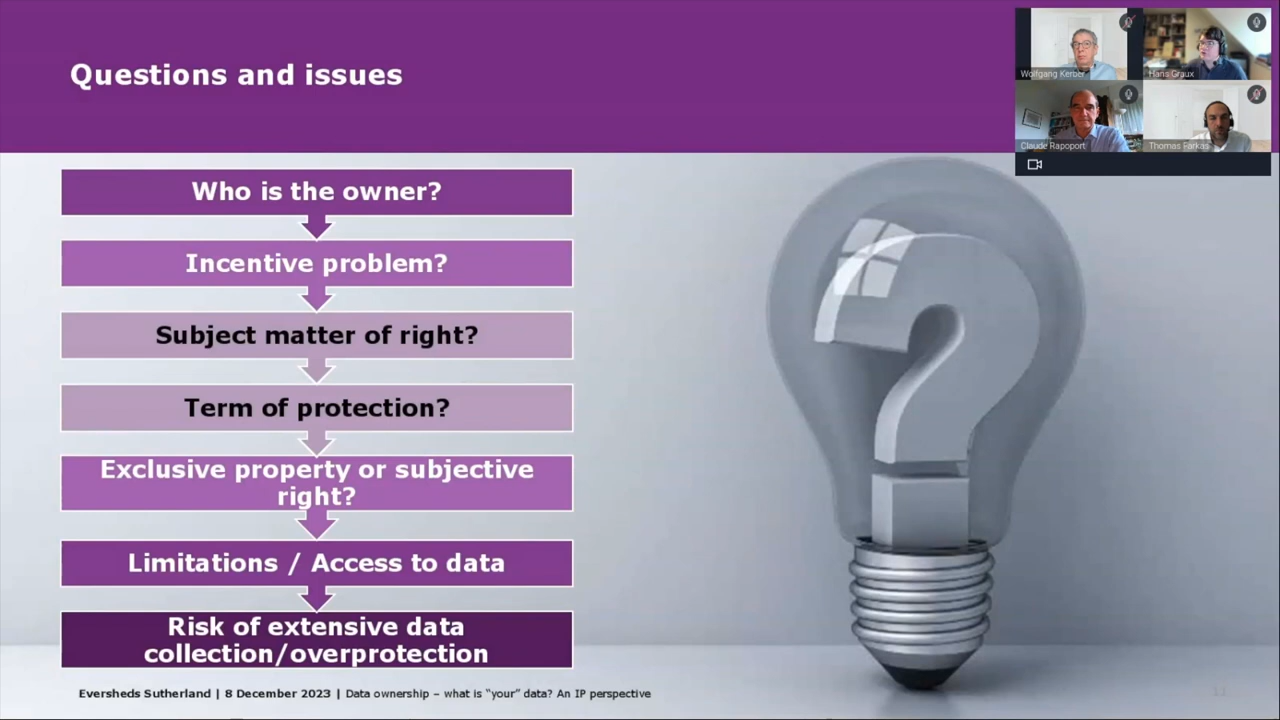 Questions and issues
Wolfgang Kerber
Hans Graux
Claude Rapoport
Thomas Farkas
Who is the owner?
Incentive problem?
Subject matter of right?
Term of protection?
Exclusive property or subjective
right?
Limitations / Access to data
Risk of extensive data
collection/overprotection
Eversheds Sutherland | 8 December 2023 | Data ownership – what is “your” data? An IP perspective